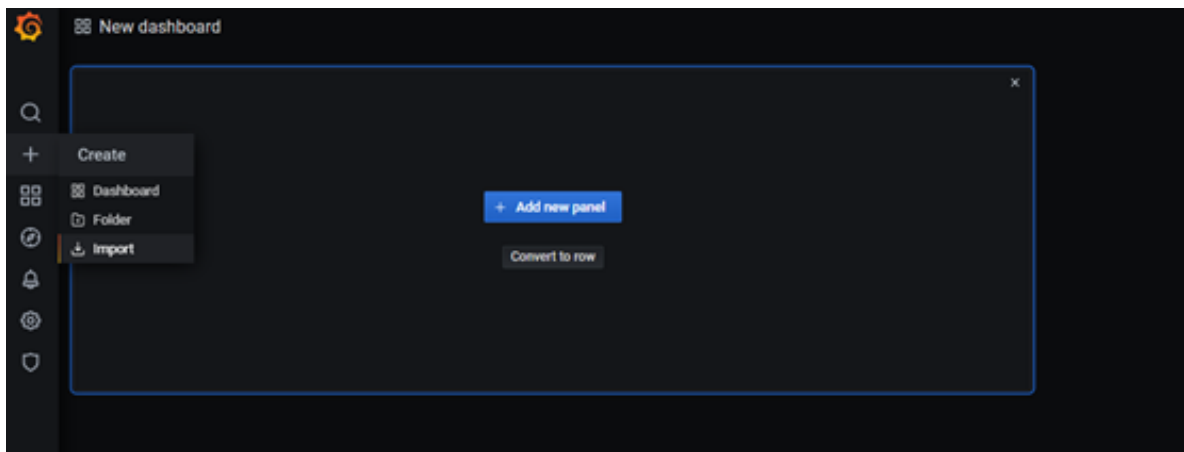 New dashboard
Create
Dashboard
Folder
Import
+ Add new panel
Convert to row